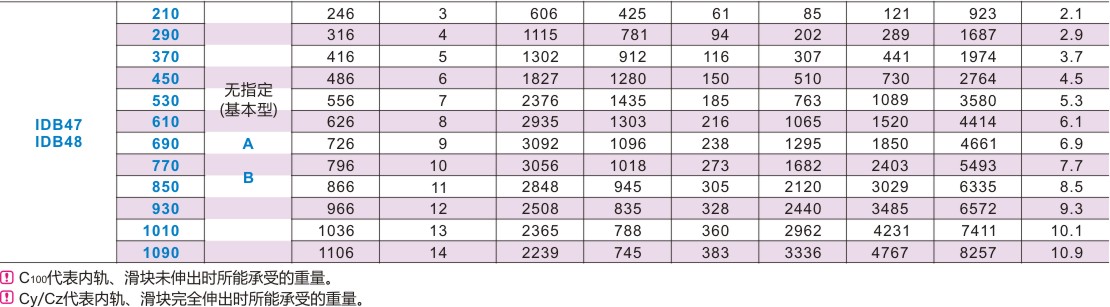 210 246 3 606 425 61 85 121 923 2.1
290 316 4 1115 781 94 202 289 1687 2.9
370 416 5 1302 912 116 307 441 1974 3.7
450 486 6 1827 1280 150 510 730 2764 4.5
无指定
530 556 7 2376 1435 185 763 1089 3580 5.3
(基本型)
610 626 8 2935 1303 216 1065 1520 4414 6.1
IDB47
IDB48
690 A 726 9 3092 1096 238 1295 1850 4661 6.9
770 796 10 3056 1018 273 1682 2403 5493 7.7
B
850 866 11 2848 945 305 2120 3029 6335 8.5
930 966 12 2508 835 328 2440 3485 6572 9.3
1010 1036 13 2365 788 360 2962 4231 7411 10.1
1090 1106 14 2239 745 383 3336 4767 8257 10.9
C100代表内轨、滑块未伸出时所能承受的重量。
Cy/Cz代表内轨、滑块完全伸出时所能承受的重量。